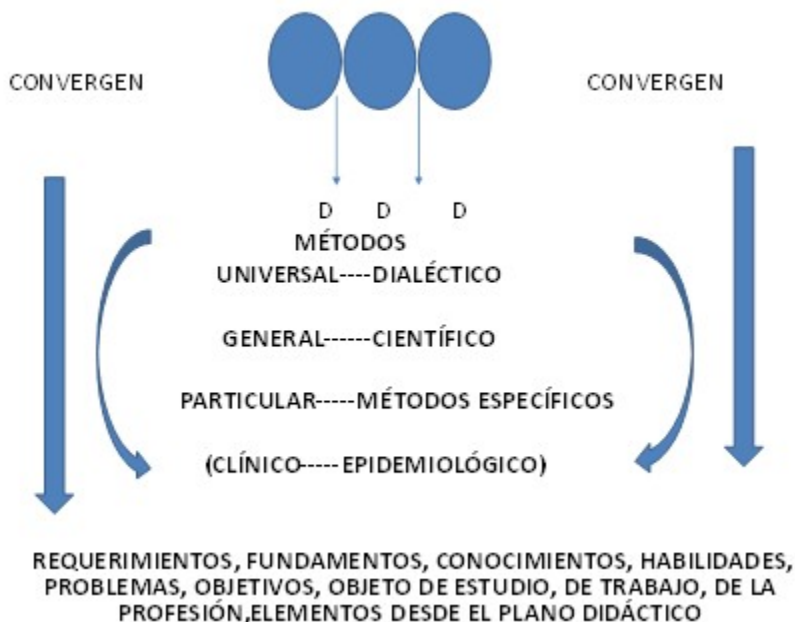 CONVERGEN
CONVERGEN
D D D
MÉTODOS
UNIVERSAL----DIALÉCTICO
GENERAL------CIENTÍFICO
PARTICULAR-----MÉTODOS ESPECÍFICOS
(CLÍNICO-----EPIDEMIOLÓGICO)
REQUERIMIENTOS, FUNDAMENTOS, CONOCIMIENTOS, HABILIDADES,
PROBLEMAS, OBJETIVOS, OBJETO DE ESTUDIO, DE TRABAJO, DE LA
PROFESIÓN,ELEMENTOS DESDE EL PLANO DIDÁCTICO